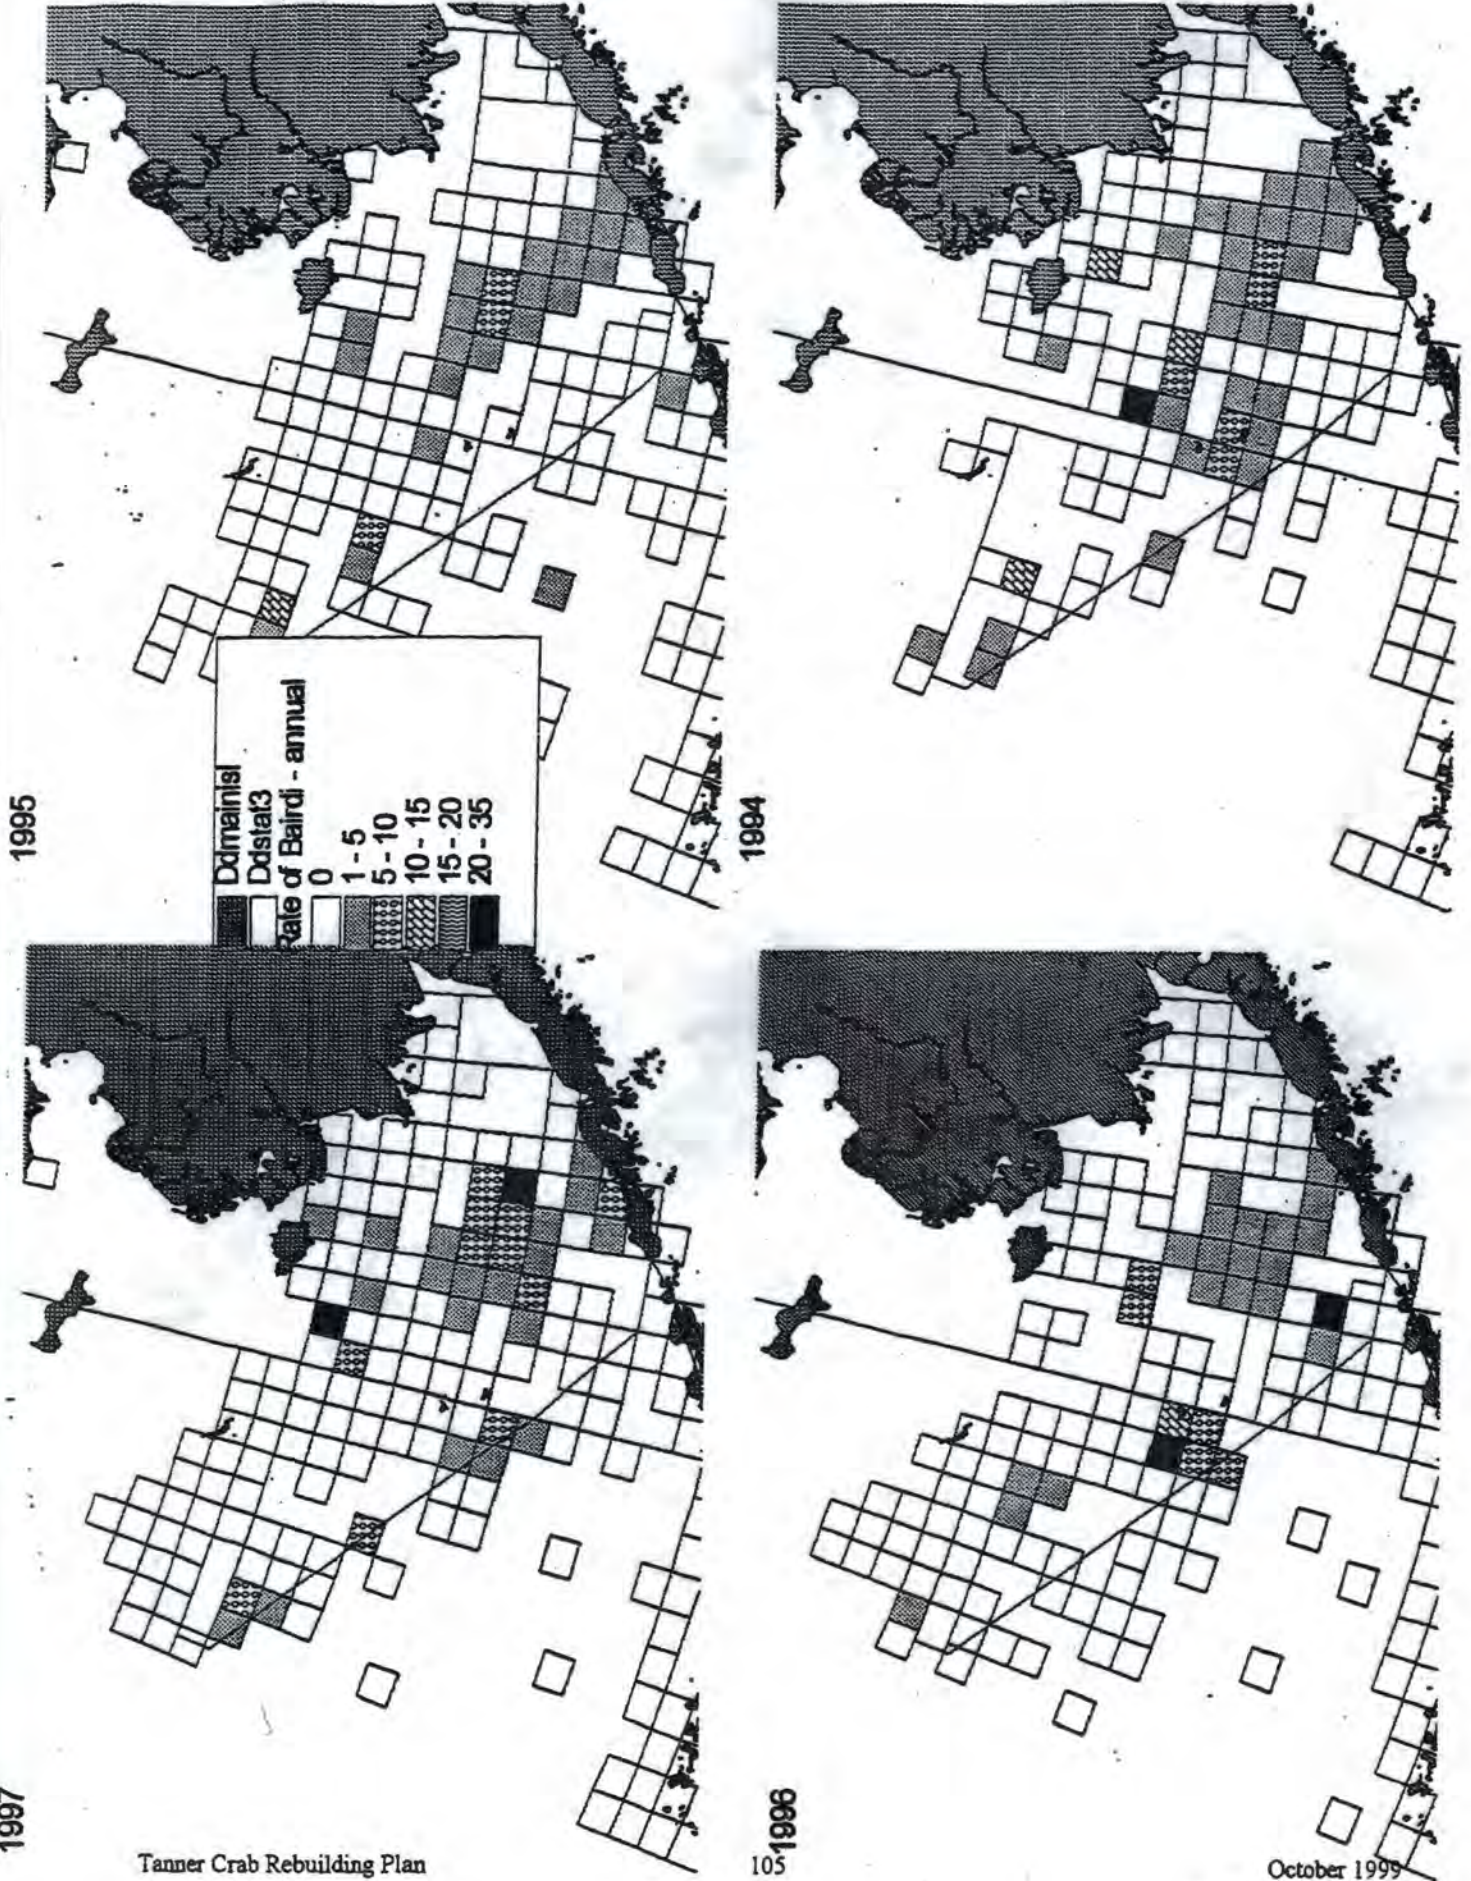 1995
Ddmainisl
Ddstat3
Rate of Bairdi - annual
0
1 - 5
5 - 10
10 - 15
15 - 20
20 - 35
1994
1997
1996
Tanner Crab Rebuilding Plan
105
October 1999